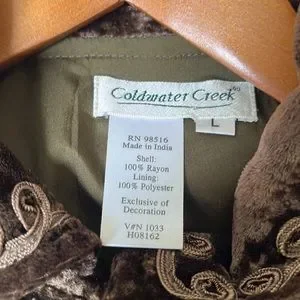 Coldwater Creek®
L
RN 98516
Made in India
Shell:
100% Rayon
Lining:
100% Polyester
Exclusive of
Decoration
V#N 1033
H08162